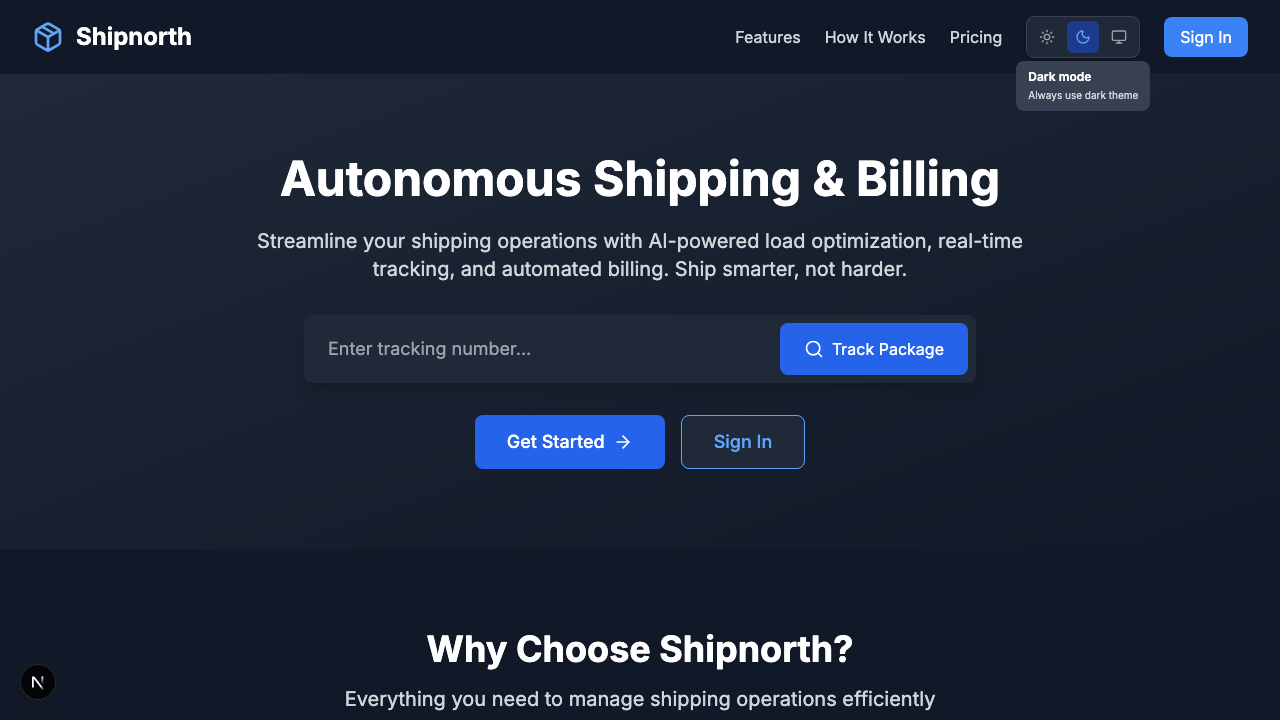 Shipnorth
Features
How It Works
Pricing
Sign In
Dark mode
Always use dark theme
Autonomous Shipping & Billing
Streamline your shipping operations with AI-powered load optimization, real-time
tracking, and automated billing. Ship smarter, not harder.
Enter tracking number...
Track Package
Get Started
Sign In
Why Choose Shipnorth?
Everything you need to manage shipping operations efficiently
N